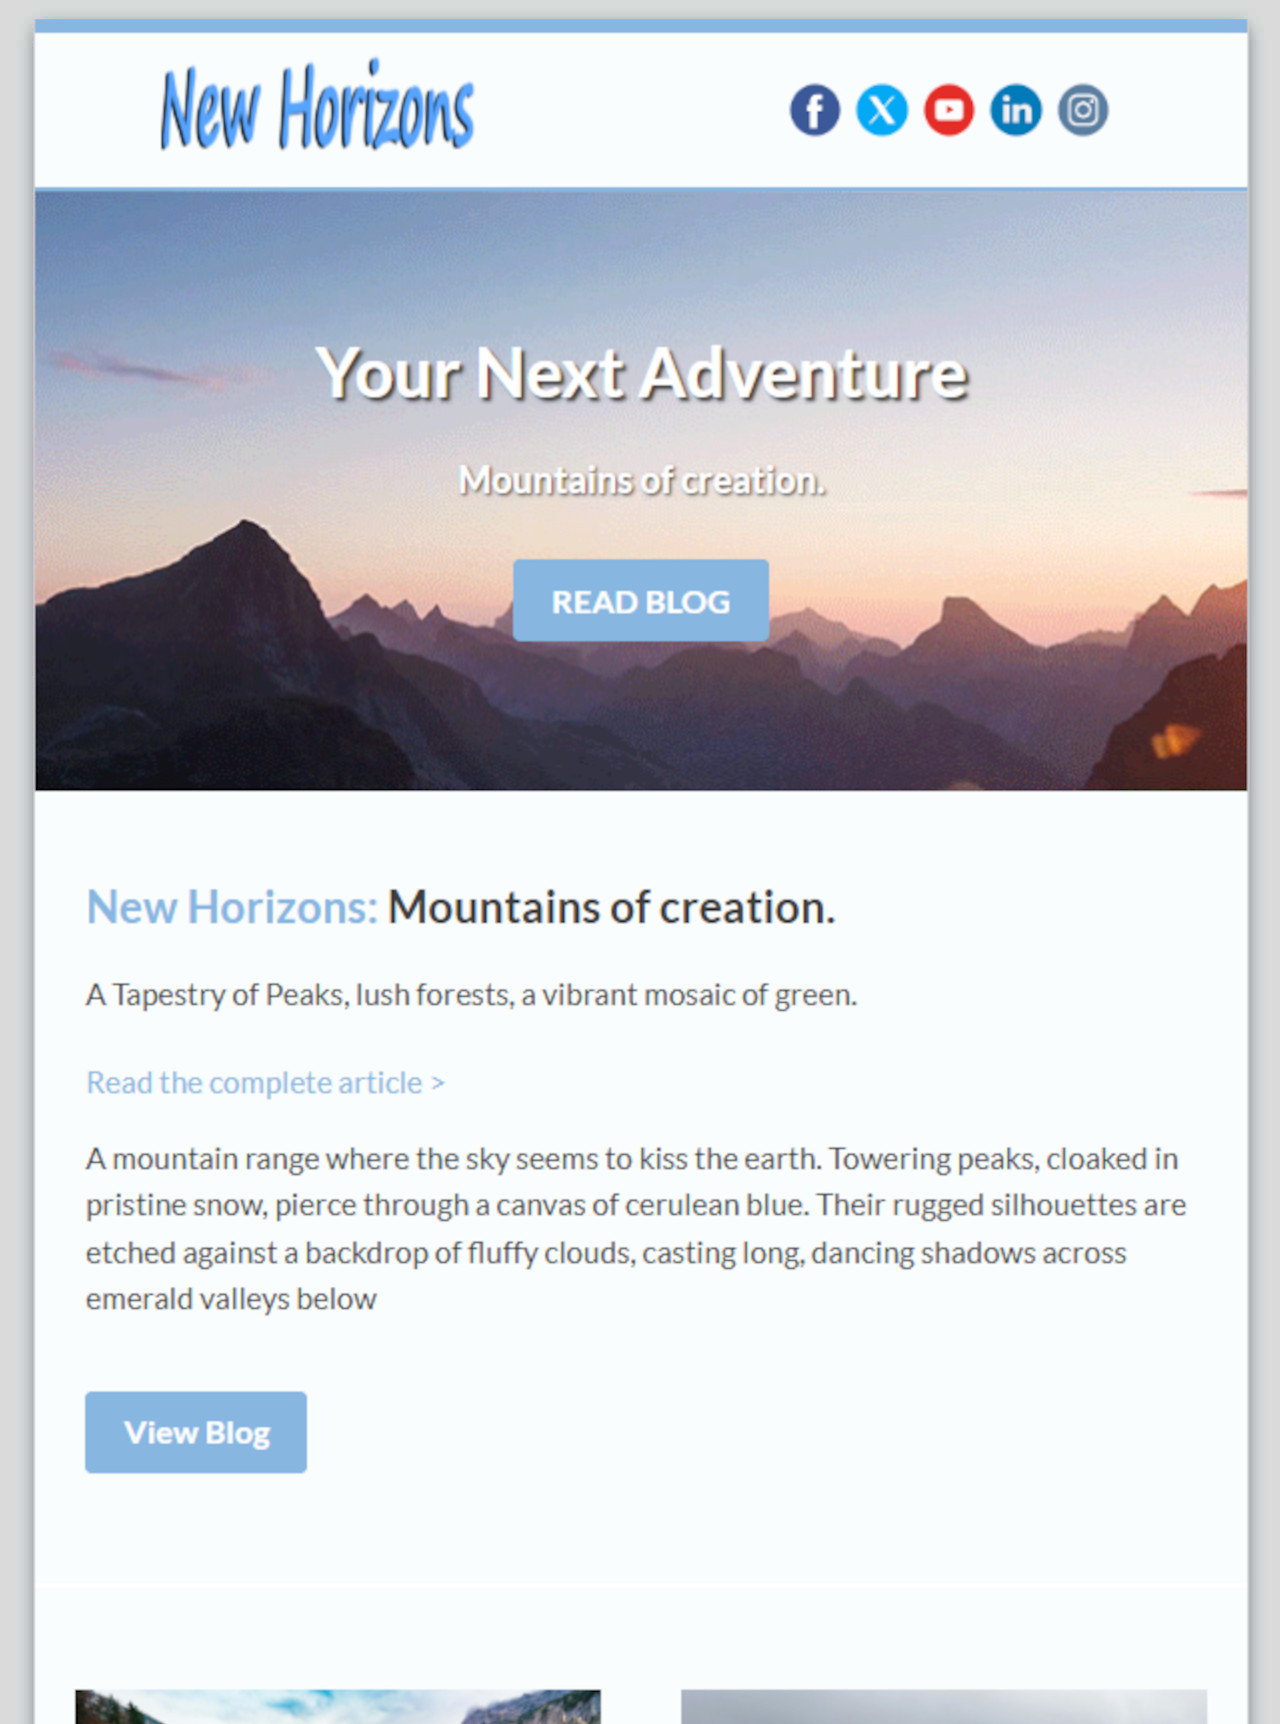 New Horizons
Your Next Adventure
Mountains of creation.
READ BLOG
New Horizons: Mountains of creation.
A Tapestry of Peaks, lush forests, a vibrant mosaic of green.
Read the complete article >
A mountain range where the sky seems to kiss the earth. Towering peaks, cloaked in
pristine snow, pierce through a canvas of cerulean blue. Their rugged silhouettes are
etched against a backdrop of fluffy clouds, casting long, dancing shadows across
emerald valleys below
View Blog